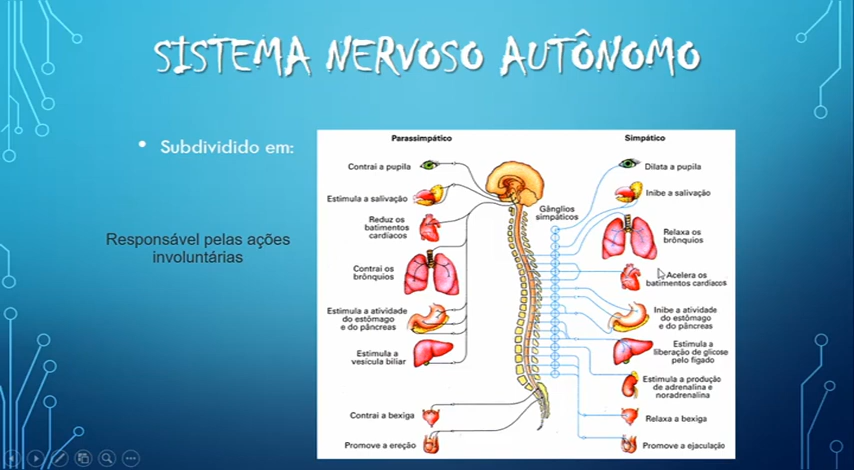 SISTEMA NERVOSO AUTÔNOMO
• Subdividido em:
Responsável pelas ações
involuntárias
Parassimpático
Contrai a pupila
Estimula a salivação
Reduz os
batimentos
cardíacos
Contrai os
brônquios
Estimula a atividade
do estômago
e do pâncreas
Estimula a
vesícula biliar
Contrai a bexiga
Promove a ereção
Gânglios
simpáticos
Simpático
Dilata a pupila
Inibe a salivação
Relaxa os
brônquios
Acelera os
batimentos cardíacos
Inibe a atividade
do estômago
e do pâncreas
Estimula a
liberação de glicose
pelo fígado
Estimula a produção
de adrenalina e
noradrenalina
Relaxa a bexiga
Promove a ejaculação